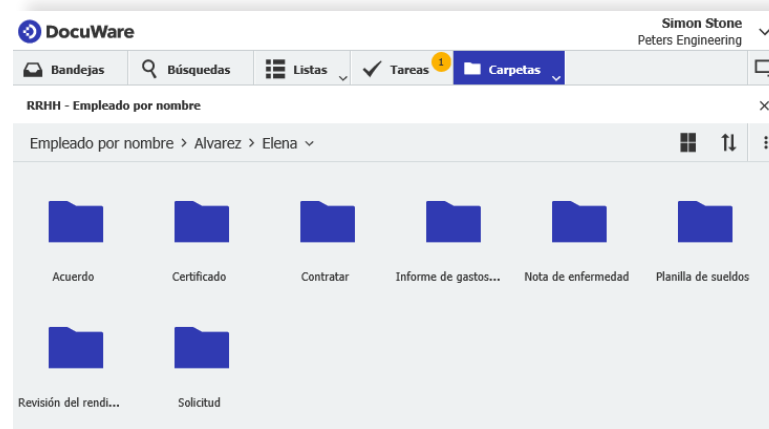 DocuWare
Simon Stone
Peters Engineering
Bandejas Búsquedas Listas Tareas 1 Carpetas
RRHH - Empleado por nombre
Empleado por nombre > Alvarez > Elena
Acuerdo Certificado Contratar Informe de gastos... Nota de enfermedad Planilla de sueldos
Revisión del rendi... Solicitud